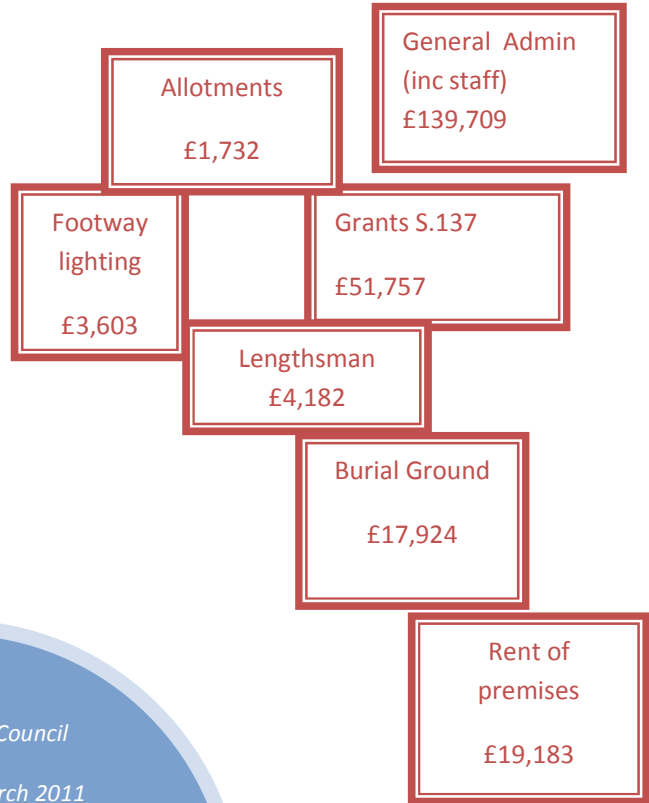 General Admin
(inc staff)
£139,709
Allotments
£1,732
Footway
lighting
£3,603
Grants S.137
£51,757
Lengthsman
£4,182
Burial Ground
£17,924
Rent of
premises
£19,183
Council
2011